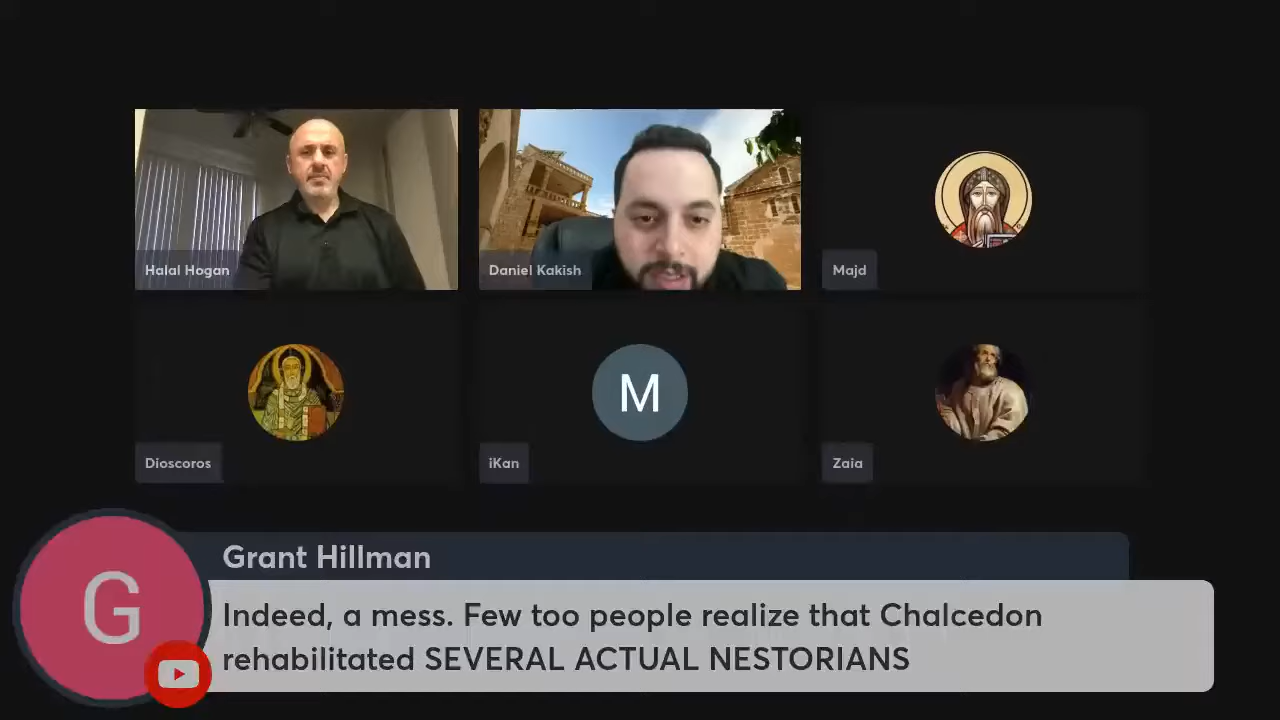 Halal Hogan
Daniel Kakish
Majd
Dioscoros
M
iKan
Zaia
G
Grant Hillman
Indeed, a mess. Few too people realize that Chalcedon
rehabilitated SEVERAL ACTUAL NESTORIANS